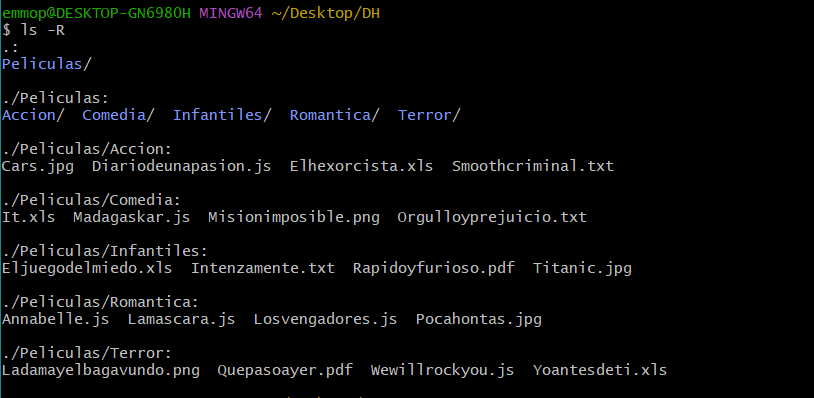 emmop@DESKTOP-GN698OH MINGW64 ~/Desktop/DH
$ ls -R
.:
Peliculas/
./Peliculas:
Accion/  Comedia/  Infantiles/  Romantica/  Terror/
./Peliculas/Accion:
Cars.jpg  Diariodeunapasion.js  Elhexorcista.xls  Smoothcriminal.txt
./Peliculas/Comedia:
It.xls  Madagaskar.js  Misionimposible.png  Orgulloyprejuicio.txt
./Peliculas/Infantiles:
Eljuegodelmiedo.xls  Intenzamente.txt  Rapidoyfurioso.pdf  Titanic.jpg
./Peliculas/Romantica:
Annabelle.js  Lamascara.js  Losvengadores.js  Pocahontas.jpg
./Peliculas/Terror:
Ladamayelbagavundo.png  Quepasoayer.pdf  Wewillrockyou.js  Yoantesdeti.xls